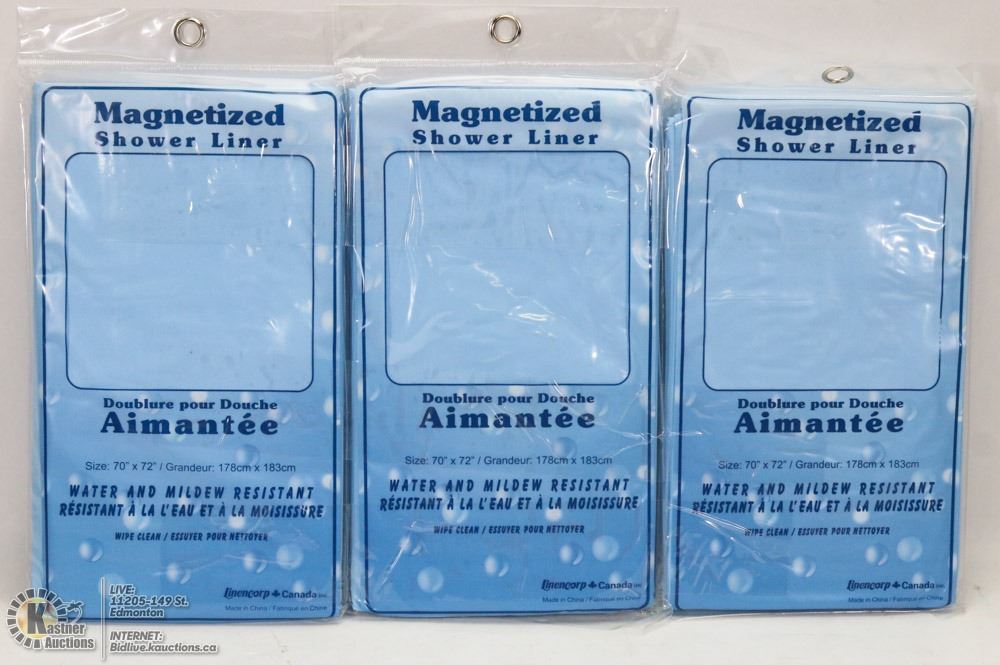 Magnetized
Shower Liner
Doublure pour Douche
Aimantée
Size: 70" x 72" / Grandeur: 178cm x 183cm
WATER AND MILDEW RESISTANT
RÉSISTANT À LA L'EAU ET À LA MOISISSURE
WIPE CLEAN / ESSUYER POUR NETTOYER
Linencorp Canada Inc.
Made in China / Fabriqué en Chine
Magnetized
Shower Liner
Doublure pour Douche
Aimantée
Size: 70" x 72" / Grandeur: 178cm x 183cm
WATER AND MILDEW RESISTANT
RÉSISTANT À LA L'EAU ET À LA MOISISSURE
WIPE CLEAN / ESSUYER POUR NETTOYER
Linencorp Canada Inc.
Made in China / Fabriqué en Chine
Magnetized
Shower Liner
Doublure pour Douche
Aimantée
Size: 70" x 72" / Grandeur: 178cm x 183cm
WATER AND MILDEW RESISTANT
RÉSISTANT À LA L'EAU ET À LA MOISISSURE
WIPE CLEAN / ESSUYER POUR NETTOYER
Linencorp Canada Inc.
Made in China / Fabriqué en Chine
K
Kastner
Auctions
LIVE:
11205-149 St.
Edmonton
INTERNET:
Bidlive.kauctions.ca